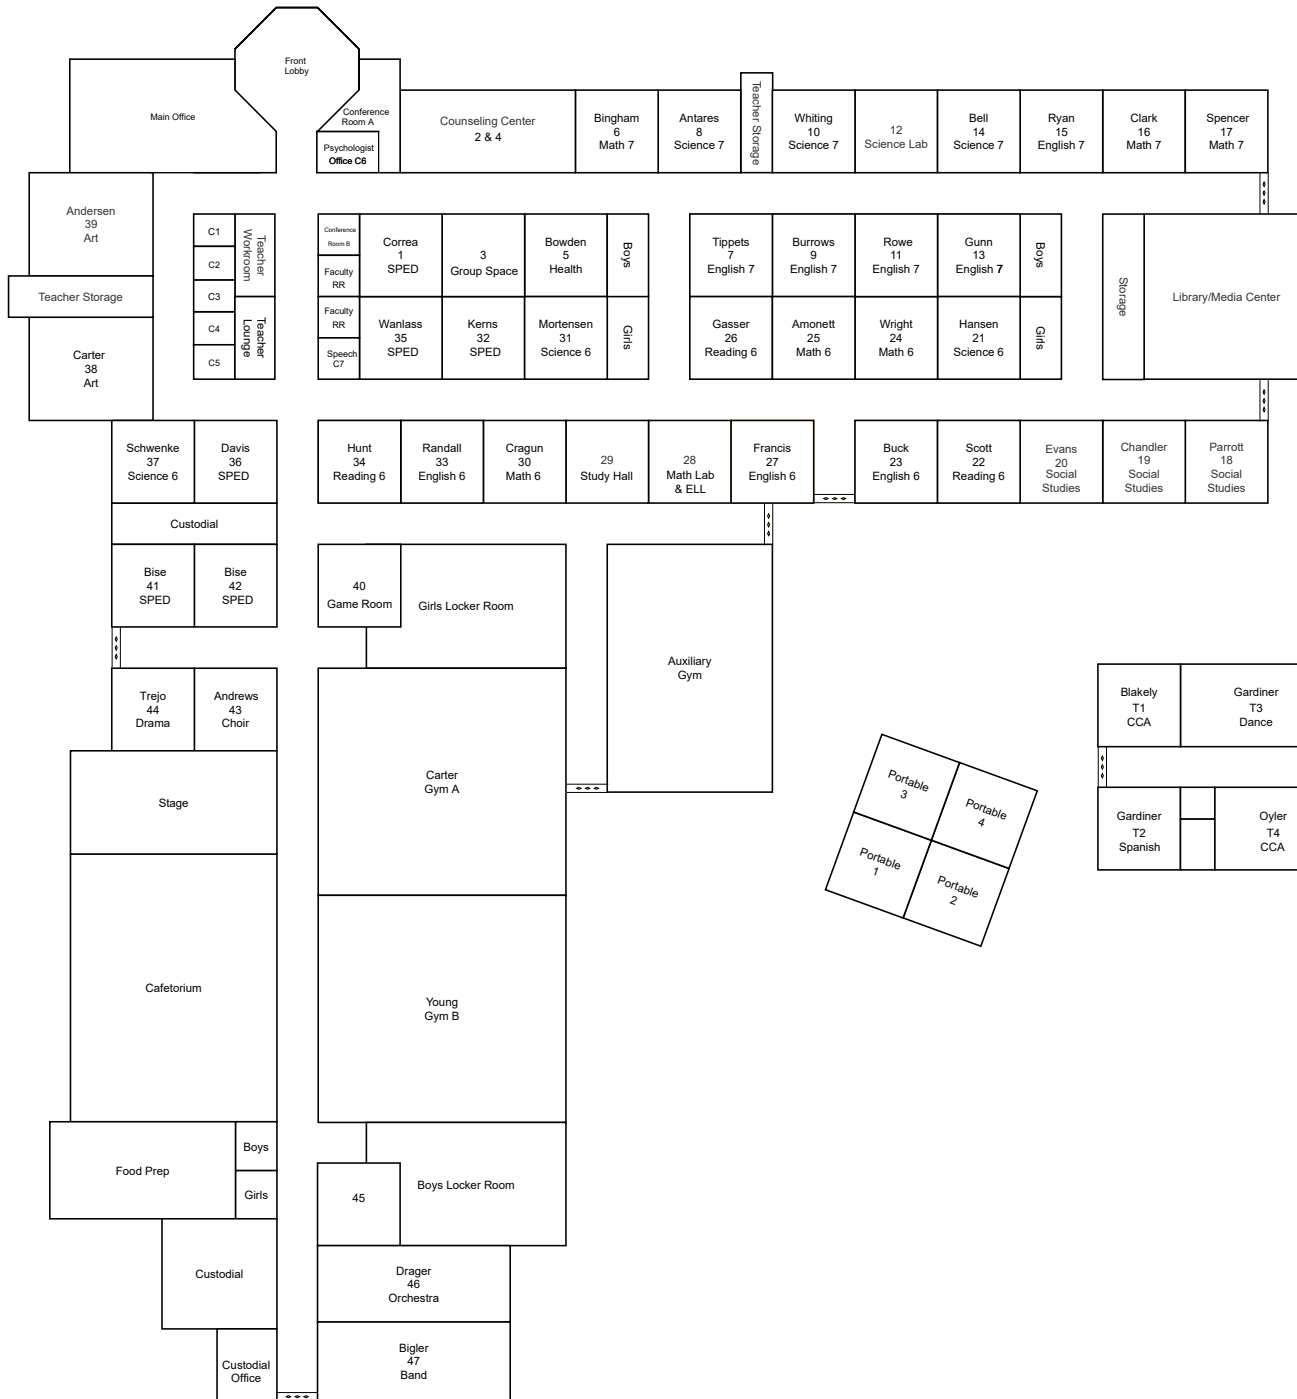 Front
Lobby
Main Office
Conference
Room A
Psychologist
Office C6
Counseling Center
2 & 4
Bingham
6
Math 7
Antares
8
Science 7
Teacher Storage
Whiting
10
Science 7
12
Science Lab
Bell
14
Science 7
Ryan
15
English 7
Clark
16
Math 7
Spencer
17
Math 7
Andersen
39
Art
Teacher Storage
Carter
38
Art
C1
C2
C3
C4
C5
Teacher
Workroom
Teacher
Lounge
Conference
Room B
Faculty
RR
Faculty
RR
Speech
C7
Correa
1
SPED
3
Group Space
Bowden
5
Health
Boys
Wanlass
35
SPED
Kerns
32
SPED
Mortensen
31
Science 6
Girls
Tippets
7
English 7
Burrows
9
English 7
Rowe
11
English 7
Gunn
13
English 7
Boys
Gasser
26
Reading 6
Amonett
25
Math 6
Wright
24
Math 6
Hansen
21
Science 6
Girls
Storage
Library/Media Center
Schwenke
37
Science 6
Davis
36
SPED
Hunt
34
Reading 6
Randall
33
English 6
Cragun
30
Math 6
29
Study Hall
28
Math Lab
& ELL
Francis
27
English 6
Buck
23
English 6
Scott
22
Reading 6
Evans
20
Social
Studies
Chandler
19
Social
Studies
Parrott
18
Social
Studies
Custodial
Bise
41
SPED
Bise
42
SPED
40
Game Room
Girls Locker Room
Auxiliary
Gym
Trejo
44
Drama
Andrews
43
Choir
Stage
Carter
Gym A
Blakely
T1
CCA
Gardiner
T3
Dance
Gardiner
T2
Spanish
Oyler
T4
CCA
Portable
3
Portable
4
Portable
1
Portable
2
Cafetorium
Young
Gym B
Food Prep
Boys
Girls
45
Boys Locker Room
Custodial
Drager
46
Orchestra
Custodial
Office
Bigler
47
Band